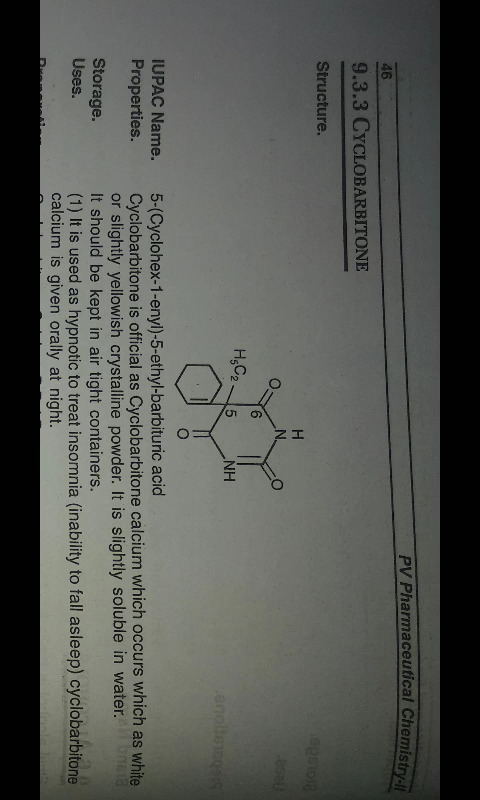 46
PV Pharmaceutical Chemistry-II
9.3.3 CYCLOBARBITONE
Structure.
H
O
N
O
6
H5C2
5
NH
O
IUPAC Name. 5-(Cyclohex-1-enyl)-5-ethyl-barbituric acid
Properties. Cyclobarbitone is official as Cyclobarbitone calcium which occurs which as white
or slightly yellowish crystalline powder. It is slightly soluble in water.
Storage. It should be kept in air tight containers.
Uses. (1) It is used as hypnotic to treat insomnia (inability to fall asleep) cyclobarbitone
calcium is given orally at night.